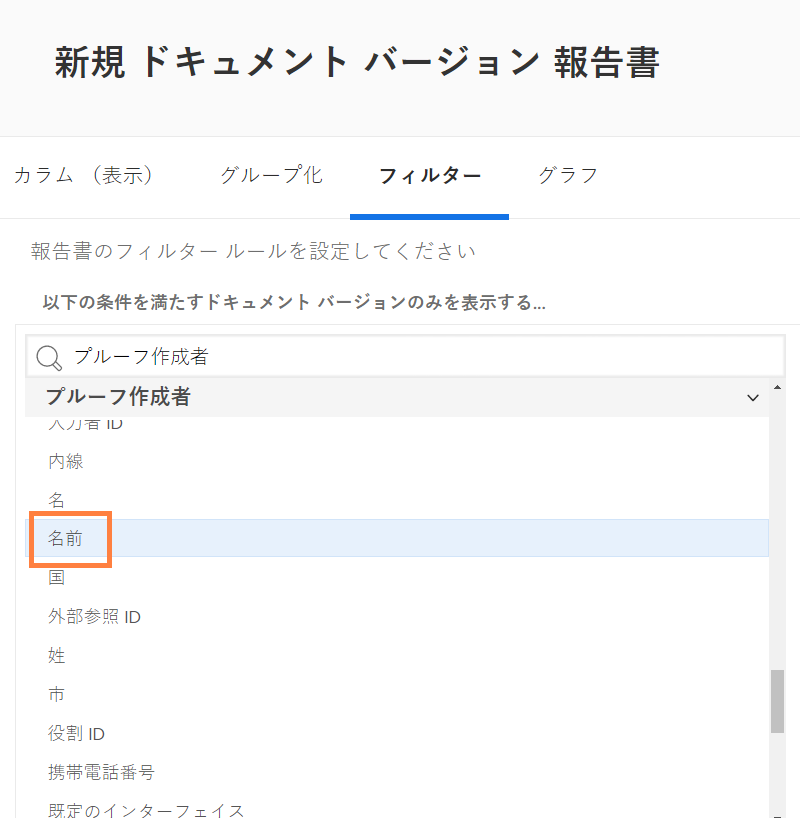 新規 ドキュメント バージョン 報告書
カラム （表示） グループ化 フィルター グラフ
報告書のフィルター ルールを設定してください
以下の条件を満たすドキュメント バージョンのみを表示する...
プルーフ作成者
プルーフ作成者
入力者 ID
内線
名
名前
国
外部参照 ID
姓
市
役割 ID
携帯電話番号
既定のインターフェイス